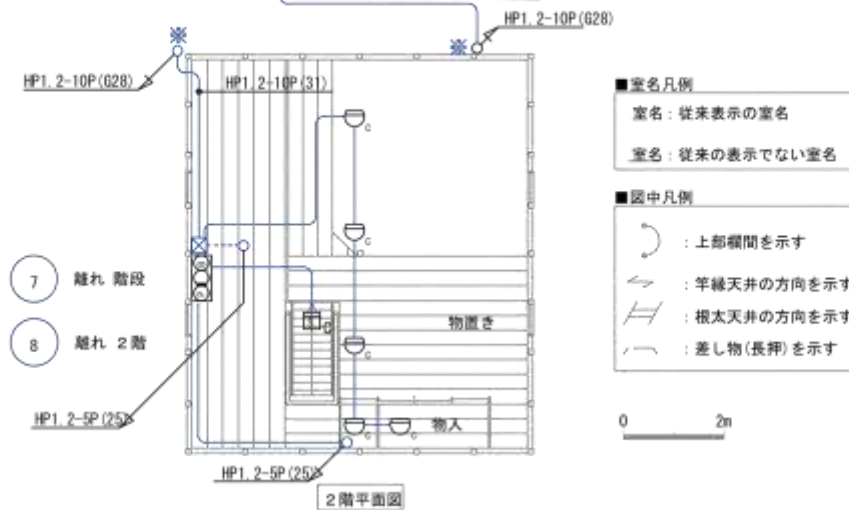 HP1.2-10P(G28)
HP1.2-10P(G28)
HP1.2-10P(31)
■室名凡例
室名：従来表示の室名
室名：従来の表示でない室名
■図中凡例
：上部欄間を示す
：竿縁天井の方向を示す
：根太天井の方向を示す
：差し物(長押)を示す
7 離れ 階段
8 離れ 2階
物置き
物入
HP1.2-5P(25)
HP1.2-5P(25)
2階平面図
0 2m
C
C
C
C
C